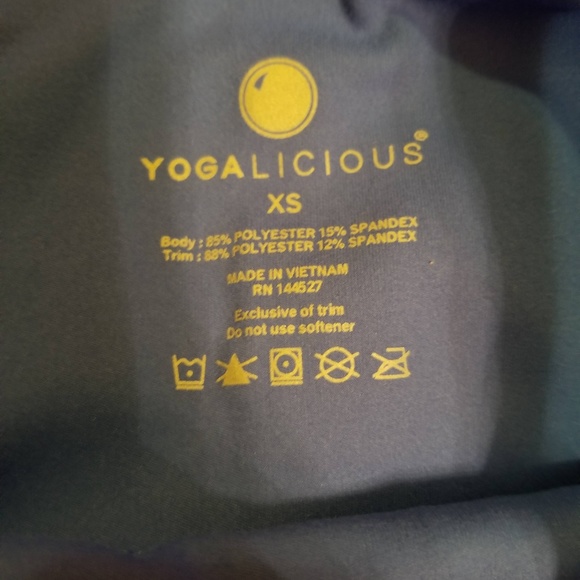 YOGALICIOUS®
XS
Body : 85% POLYESTER 15% SPANDEX
Trim : 88% POLYESTER 12% SPANDEX
MADE IN VIETNAM
RN 144527
Exclusive of trim
Do not use softener